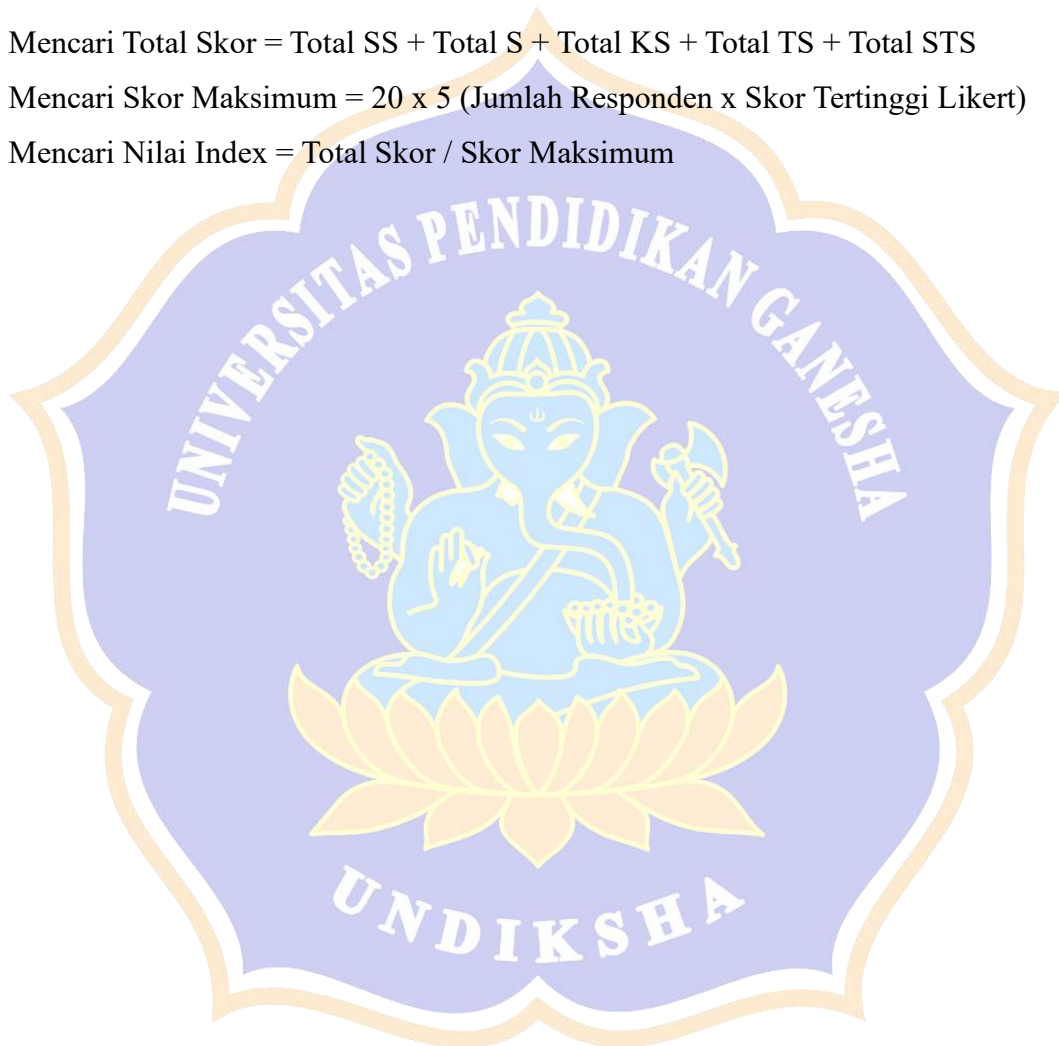 Mencari Total Skor = Total SS + Total S + Total KS + Total TS + Total STS
Mencari Skor Maksimum = 20 x 5 (Jumlah Responden x Skor Tertinggi Likert)
Mencari Nilai Index = Total Skor / Skor Maksimum
UNIVERSITAS PENDIDIKAN GANESHA
UNDIKSHA